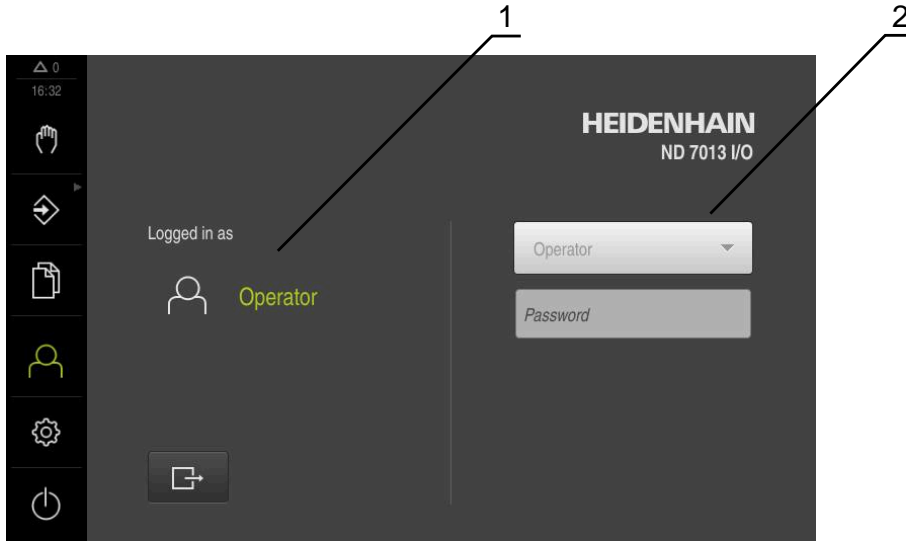 1
2
0
16:32
HEIDENHAIN
ND 7013 I/O
Logged in as
Operator
Operator
Password